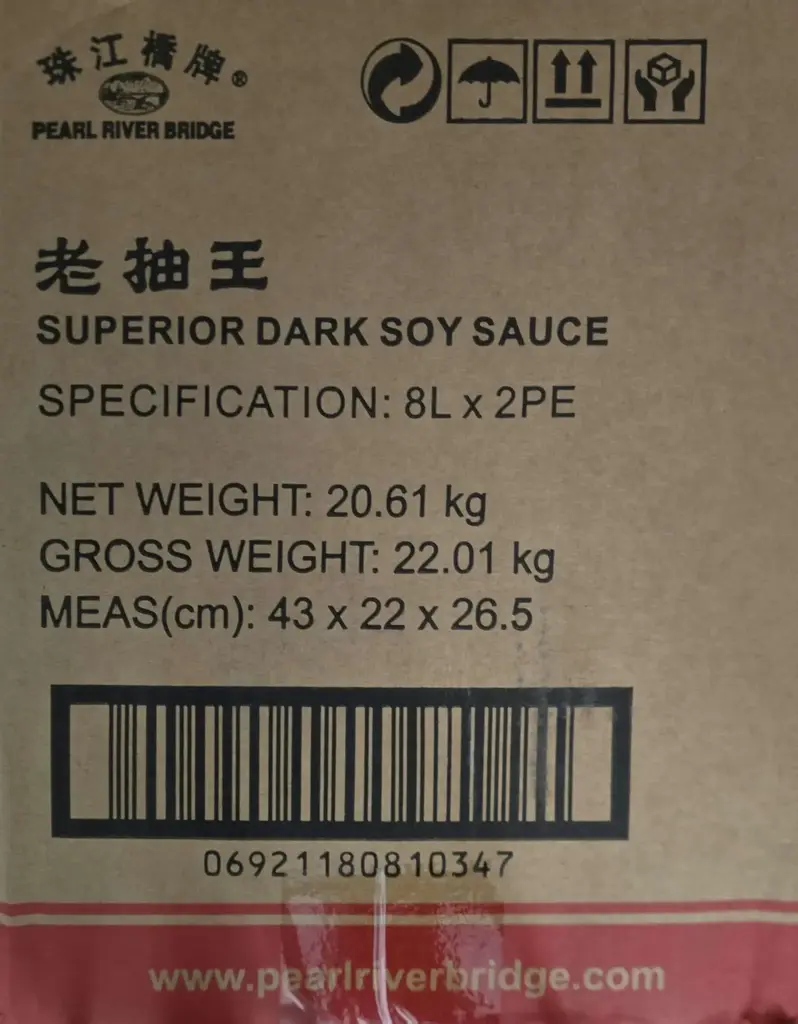 珠江橋牌®
PEARL RIVER BRIDGE
老抽王
SUPERIOR DARK SOY SAUCE
SPECIFICATION: 8L x 2PE
NET WEIGHT: 20.61 kg
GROSS WEIGHT: 22.01 kg
MEAS(cm): 43 x 22 x 26.5
06921180810347
www.pearlriverbridge.com